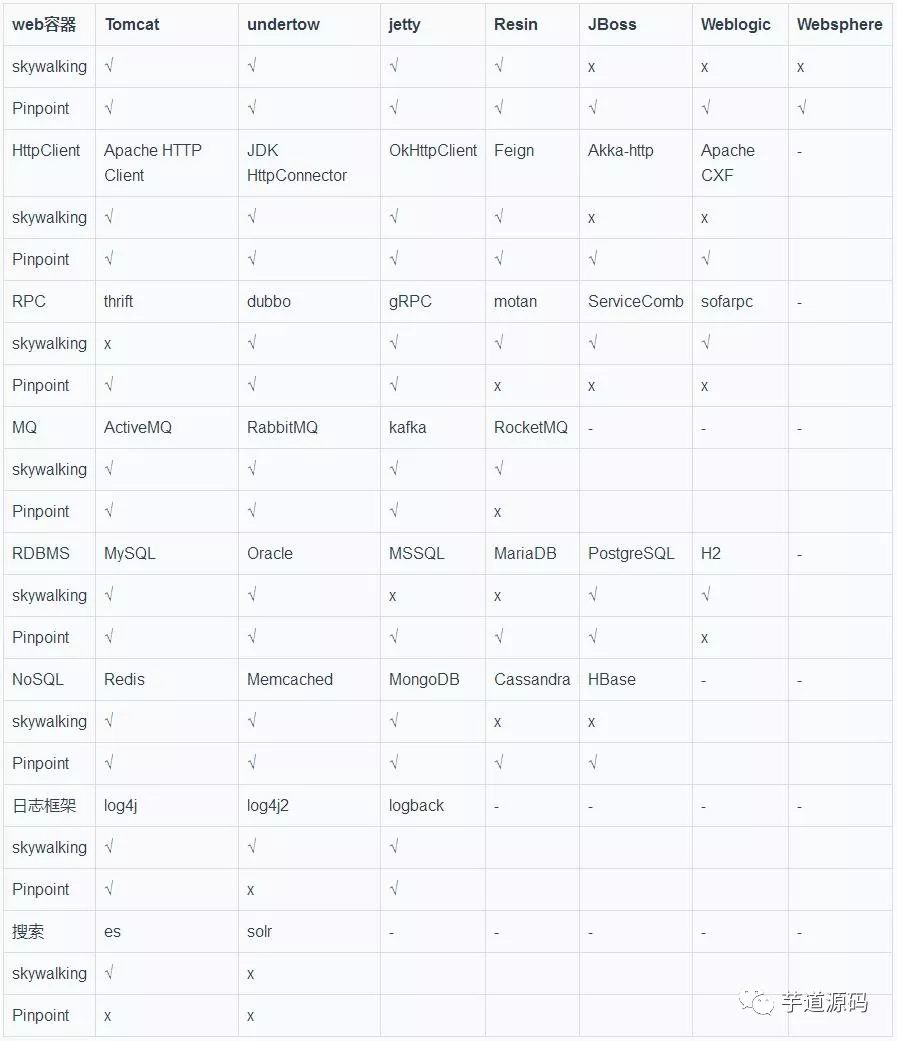 web容器 Tomcat undertow jetty Resin JBoss Weblogic Websphere
skywalking √ √ √ √ x x x
Pinpoint √ √ √ √ √ √ √
HttpClient Apache HTTP Client JDK HttpConnector OkHttpClient Feign Akka-http Apache CXF -
skywalking √ √ √ √ x x
Pinpoint √ √ √ √ √ √
RPC thrift dubbo gRPC motan ServiceComb sofarpc -
skywalking x √ √ √ √ √
Pinpoint √ √ √ x x x
MQ ActiveMQ RabbitMQ kafka RocketMQ - - -
skywalking √ √ √ √
Pinpoint √ √ √ x
RDBMS MySQL Oracle MSSQL MariaDB PostgreSQL H2 -
skywalking √ √ x x √ √
Pinpoint √ √ √ √ √ x
NoSQL Redis Memcached MongoDB Cassandra HBase - -
skywalking √ √ √ x x
Pinpoint √ √ √ √ √
日志框架 log4j log4j2 logback - - - -
skywalking √ √ √
Pinpoint √ x √
搜索 es solr - - - - -
skywalking √ x
Pinpoint x x
芋道源码